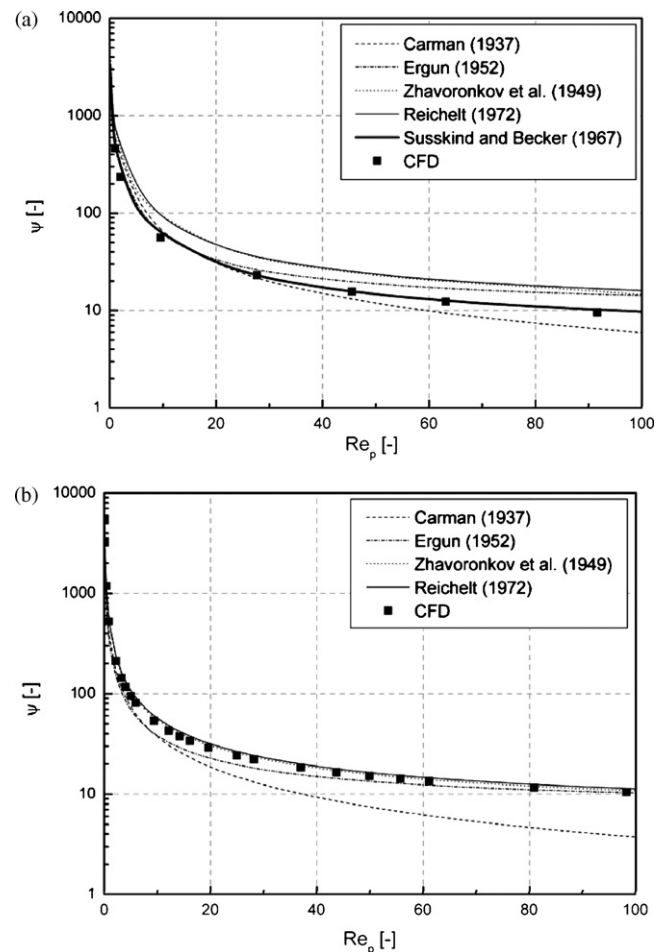 (a)
10000
1000
100
10
1
ψ [-]
Carman (1937)
Ergun (1952)
Zhavoronkov et al. (1949)
Reichelt (1972)
Susskind and Becker (1967)
CFD
0 20 40 60 80 100
Re_p [-]
(b)
10000
1000
100
10
1
ψ [-]
Carman (1937)
Ergun (1952)
Zhavoronkov et al. (1949)
Reichelt (1972)
CFD
0 20 40 60 80 100
Re_p [-]